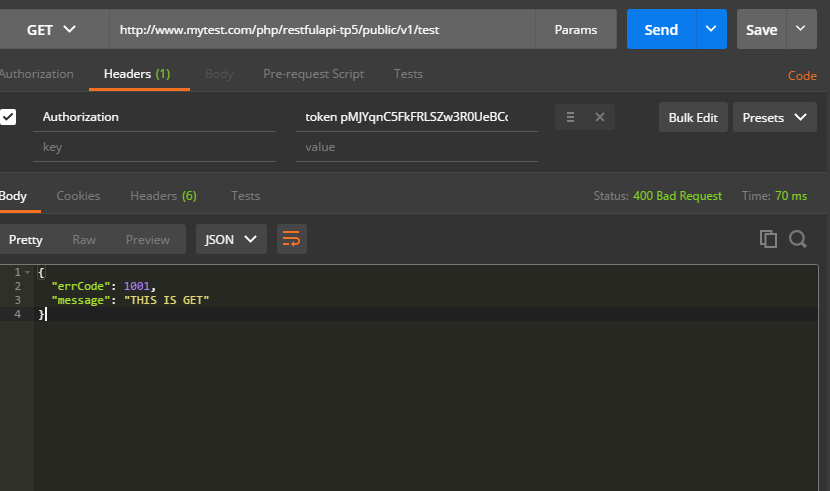 GET http://www.mytest.com/php/restfulapi-tp5/public/v1/test Params Send Save
Authorization Headers (1) Body Pre-request Script Tests Code
Authorization token pMJYqnC5FkFRLSZw3R0UeBC Bulk Edit Presets
key value
Body Cookies Headers (6) Tests Status: 400 Bad Request Time: 70 ms
Pretty Raw Preview JSON
1 {
2 "errCode": 1001,
3 "message": "THIS IS GET"
4 }